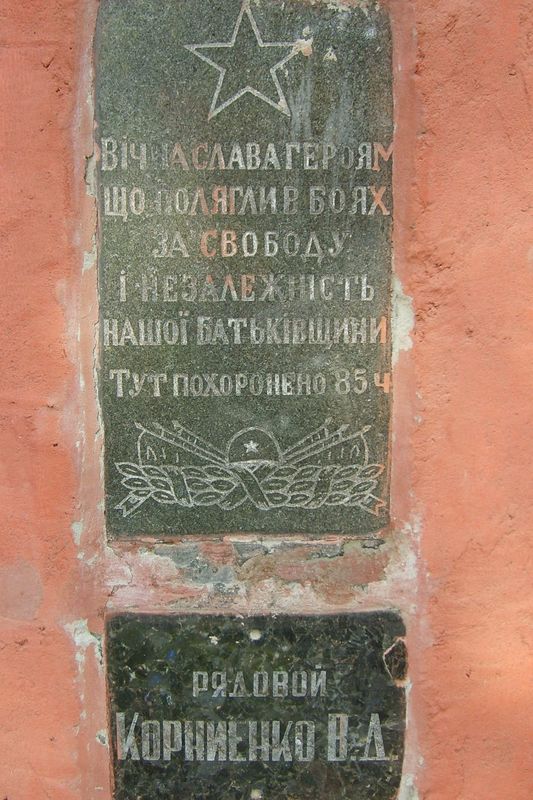 Вічна слава героям
що полягли в боях
за свободу
і незалежність
нашої Батьківщини
Тут похоронено 85 ч
рядовой
Корниенко В.Д.